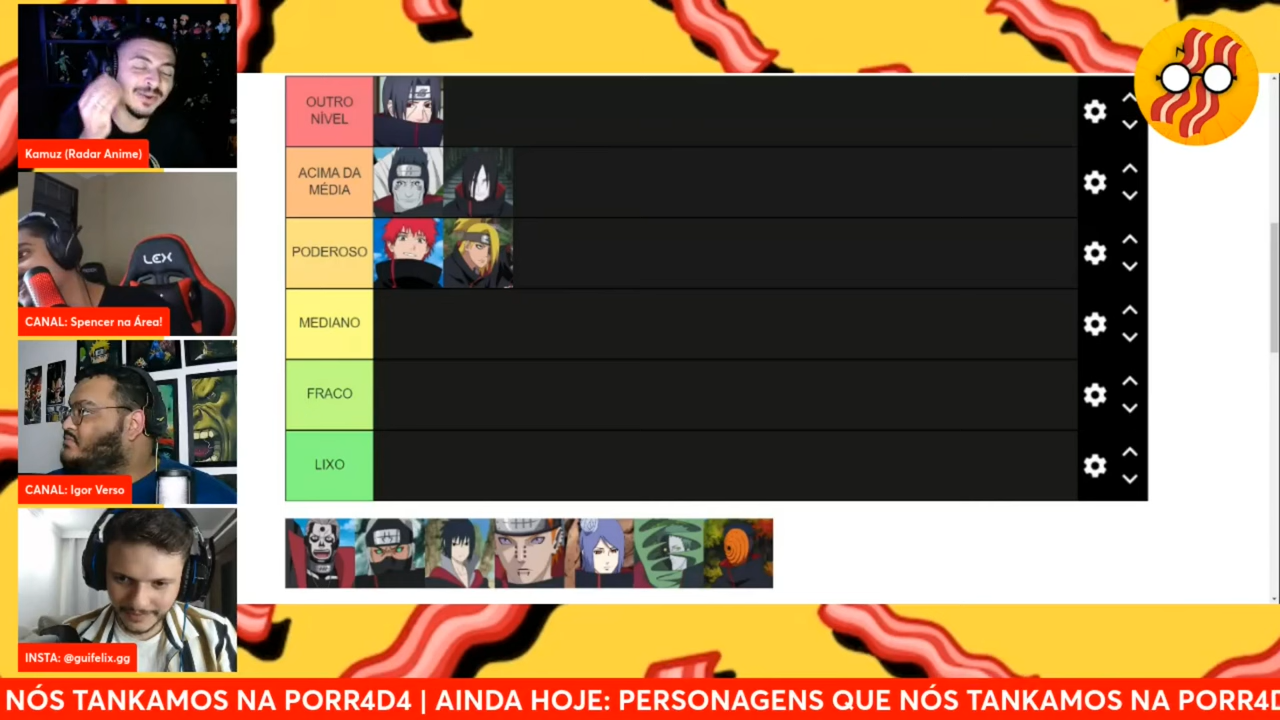 Kamuz (Radar Anime)
LEX
CANAL: Spencer na Área!
CANAL: Igor Verso
INSTA: @guifelix.gg
OUTRO
NÍVEL
ACIMA DA
MÉDIA
PODEROSO
MEDIANO
FRACO
LIXO
NÓS TANKAMOS NA PORR4D4 | AINDA HOJE: PERSONAGENS QUE NÓS TANKAMOS NA PORR4D